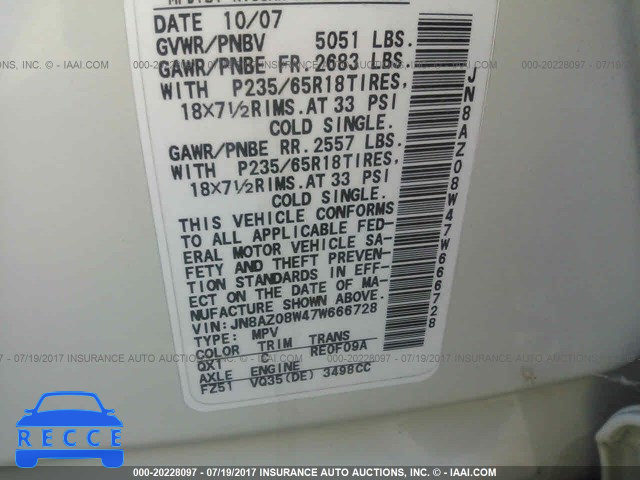 DATE 10/07
GVWR/PNBV 5051 LBS.
GAWR/PNBE FR 2683 LBS
WITH P235/65R18TIRES,
18X7½RIMS.AT 33 PSI
COLD SINGLE.
GAWR/PNBE RR. 2557 LBS.
WITH P235/65R18TIRES,
18X7½RIMS.AT 33 PSI
COLD SINGLE.
THIS VEHICLE CONFORMS
TO ALL APPLICABLE FED-
ERAL MOTOR VEHICLE SA-
FETY AND THEFT PREVEN-
TION STANDARDS IN EFF-
ECT ON THE DATE OF MA-
NUFACTURE SHOWN ABOVE.
VIN: JN8AZ08W47W666728
TYPE: MPV
COLOR TRIM TRANS
QX1 C RE0F09A
AXLE ENGINE
FZ51 VQ35(DE) 3498CC
JN8AZ08W47W666728
000-20228097 - 07/19/2017 INSURANCE AUTO AUCTIONS, INC. - © IAAI.COM